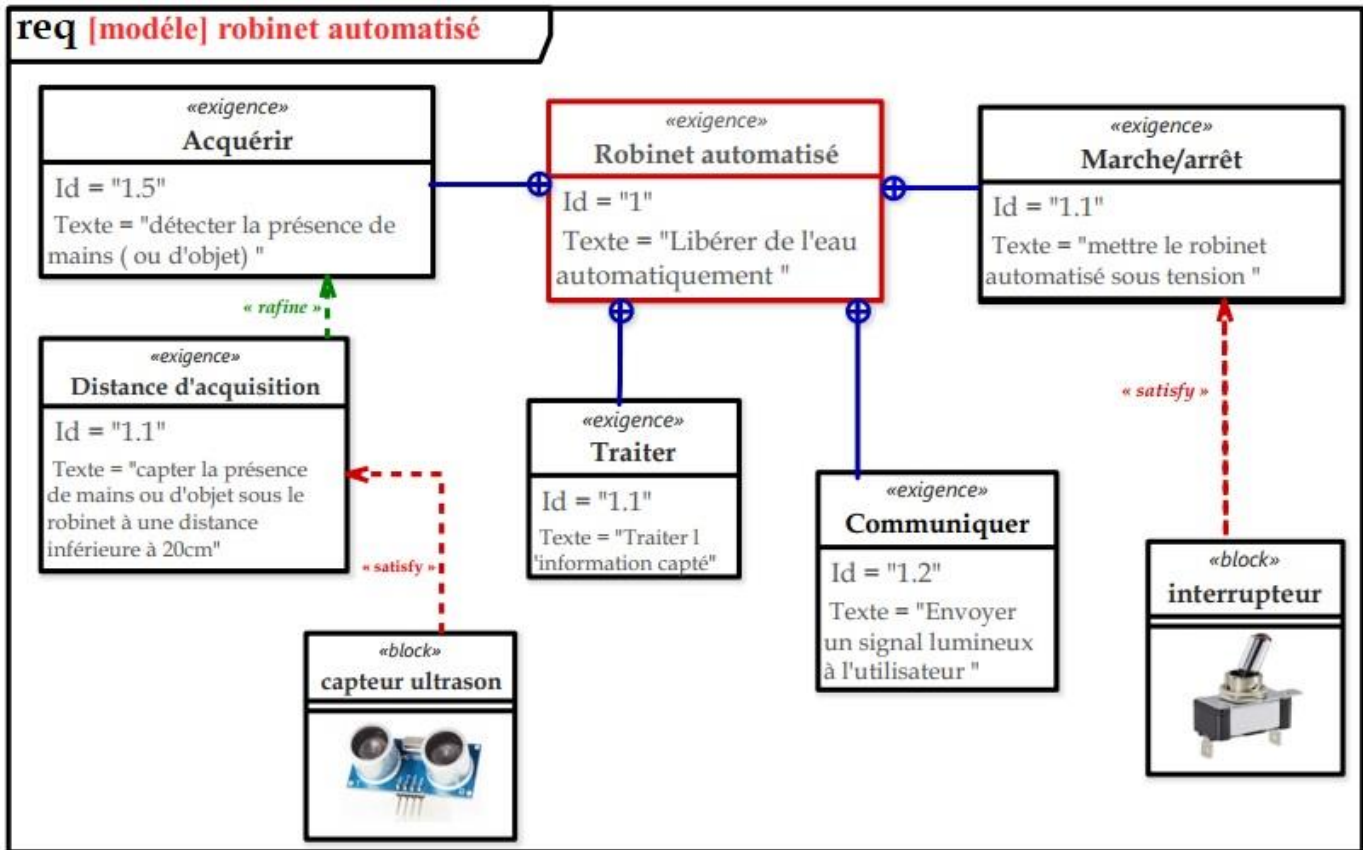 req [modéle] robinet automatisé
«exigence»
Acquérir
Id = "1.5"
Texte = "détecter la présence de
mains ( ou d'objet) "
«exigence»
Robinet automatisé
Id = "1"
Texte = "Libérer de l'eau
automatiquement "
«exigence»
Marche/arrêt
Id = "1.1"
Texte = "mettre le robinet
automatisé sous tension "
« rafine »
«exigence»
Distance d'acquisition
Id = "1.1"
Texte = "capter la présence
de mains ou d'objet sous le
robinet à une distance
inférieure à 20cm"
« satisfy »
«exigence»
Traiter
Id = "1.1"
Texte = "Traiter l
'information capté"
«exigence»
Communiquer
Id = "1.2"
Texte = "Envoyer
un signal lumineux
à l'utilisateur "
« satisfy »
«block»
interrupteur
«block»
capteur ultrason